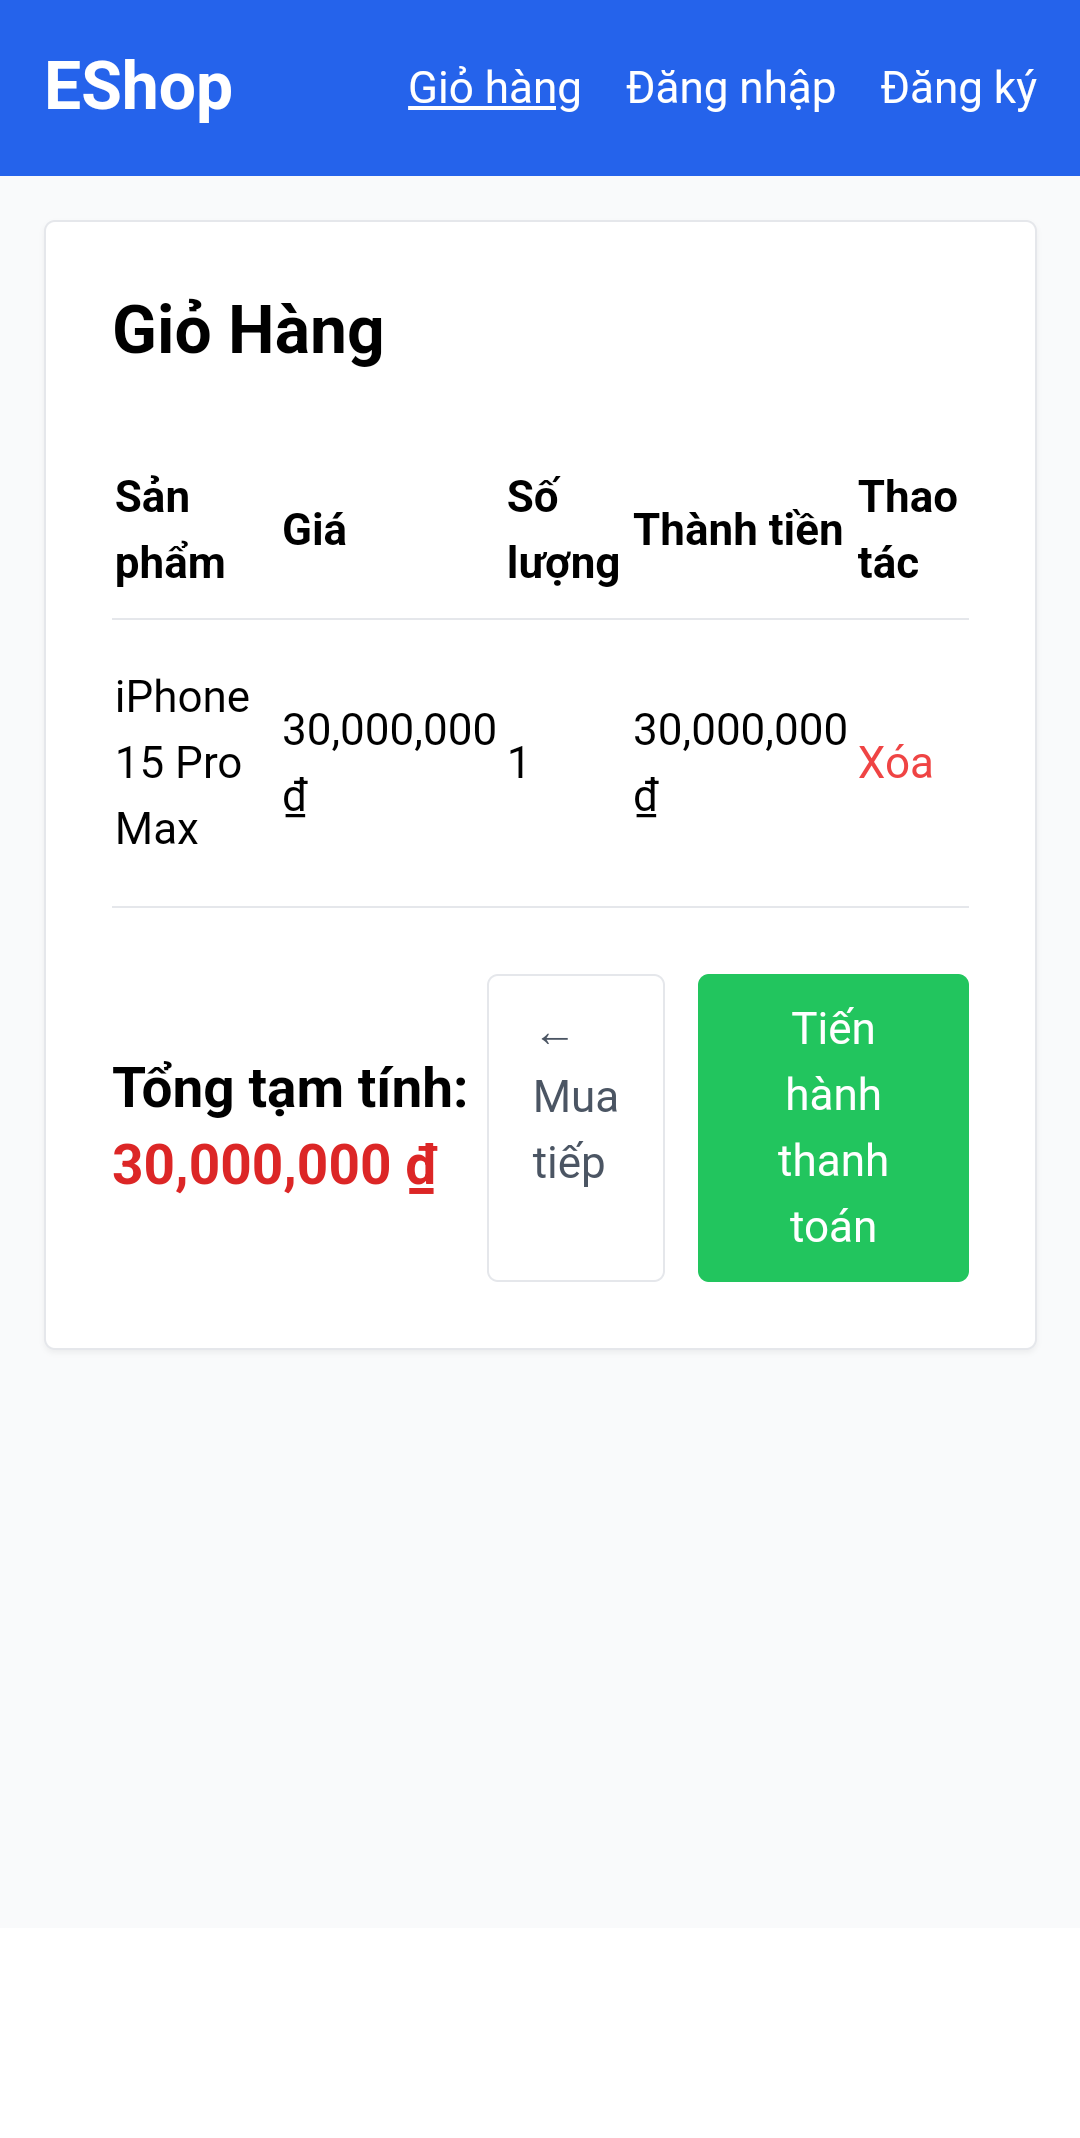 EShop Giỏ hàng Đăng nhập Đăng ký
Giỏ Hàng
Sản phẩm Giá Số lượng Thành tiền Thao tác
iPhone 15 Pro Max 30,000,000 ₫ 1 30,000,000 ₫ Xóa
Tổng tạm tính:
30,000,000 ₫
←
Mua
tiếp
Tiến
hành
thanh
toán